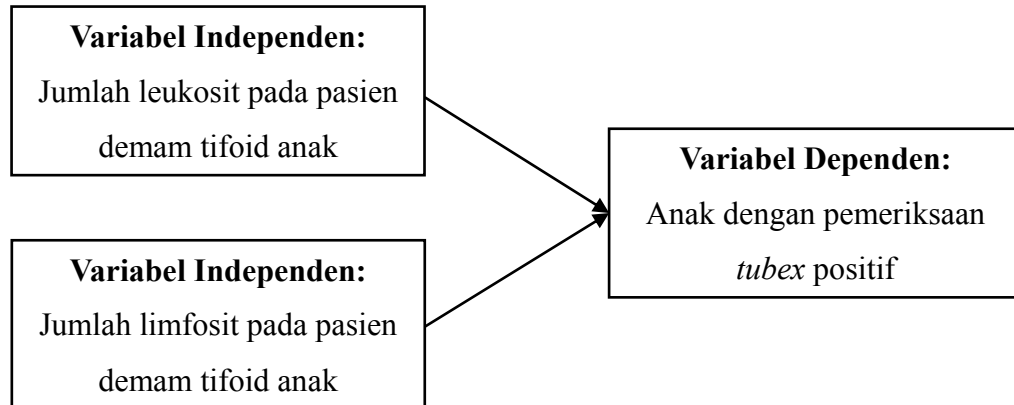 Variabel Independen:
Jumlah leukosit pada pasien
demam tifoid anak
Variabel Dependen:
Anak dengan pemeriksaan
tubex positif
Variabel Independen:
Jumlah limfosit pada pasien
demam tifoid anak